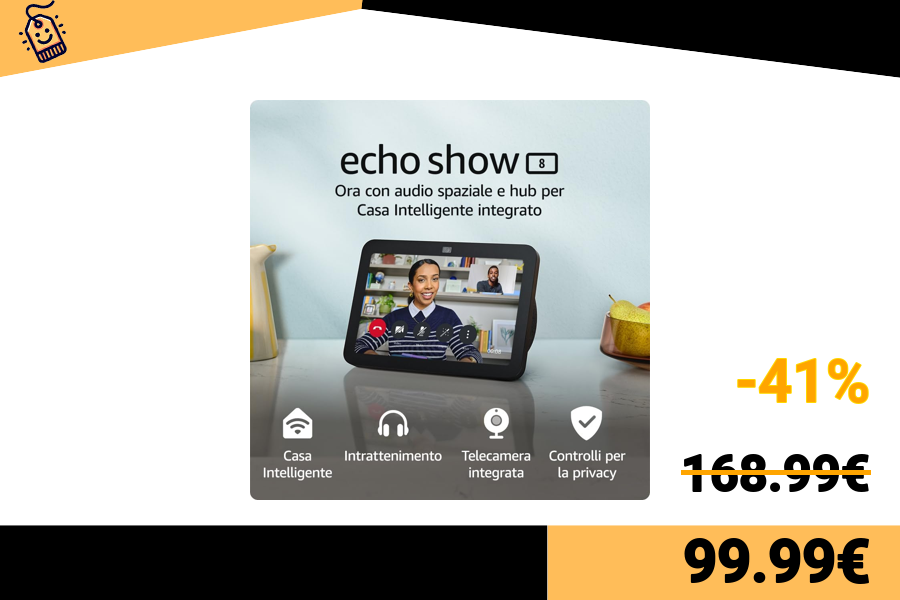 echo show 8
Ora con audio spaziale e hub per
Casa Intelligente integrato
Casa
Intelligente
Intrattenimento
Telecamera
integrata
Controlli per
la privacy
-41%
168.99€
99.99€